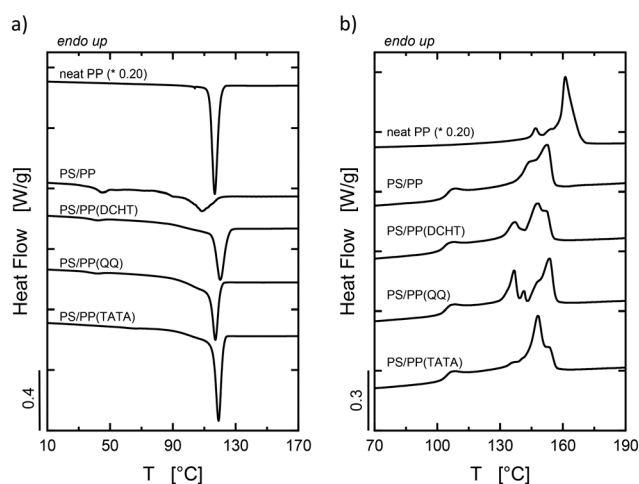 a)
endo up
neat PP (* 0.20)
PS/PP
PS/PP(DCHT)
PS/PP(QQ)
PS/PP(TATA)
Heat Flow [W/g]
0.4
10 50 90 130 170
T [°C]
b)
endo up
neat PP (* 0.20)
PS/PP
PS/PP(DCHT)
PS/PP(QQ)
PS/PP(TATA)
Heat Flow [W/g]
0.3
70 100 130 160 190
T [°C]